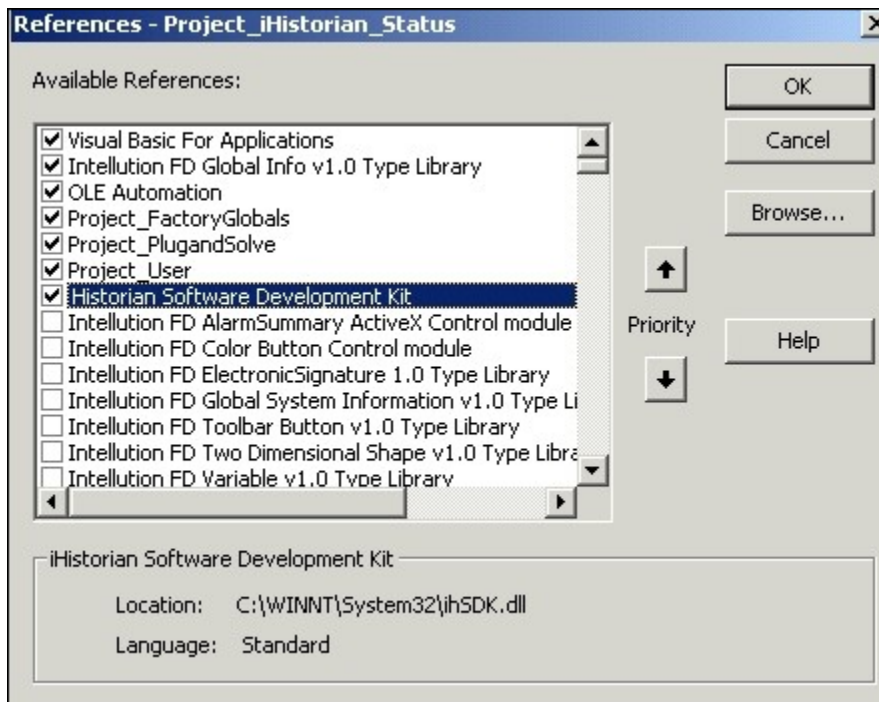 References - Project_iHistorian_Status
Available References:
Visual Basic For Applications
Intellution FD Global Info v1.0 Type Library
OLE Automation
Project_FactoryGlobals
Project_PlugandSolve
Project_User
Historian Software Development Kit
Intellution FD AlarmSummary ActiveX Control module
Intellution FD Color Button Control module
Intellution FD ElectronicSignature 1.0 Type Library
Intellution FD Global System Information v1.0 Type Li
Intellution FD Toolbar Button v1.0 Type Library
Intellution FD Two Dimensional Shape v1.0 Type Libra
Intellution FD Variable v1.0 Type Library
OK
Cancel
Browse...
Priority
Help
iHistorian Software Development Kit
Location: C:\WINNT\System32\ihSDK.dll
Language: Standard